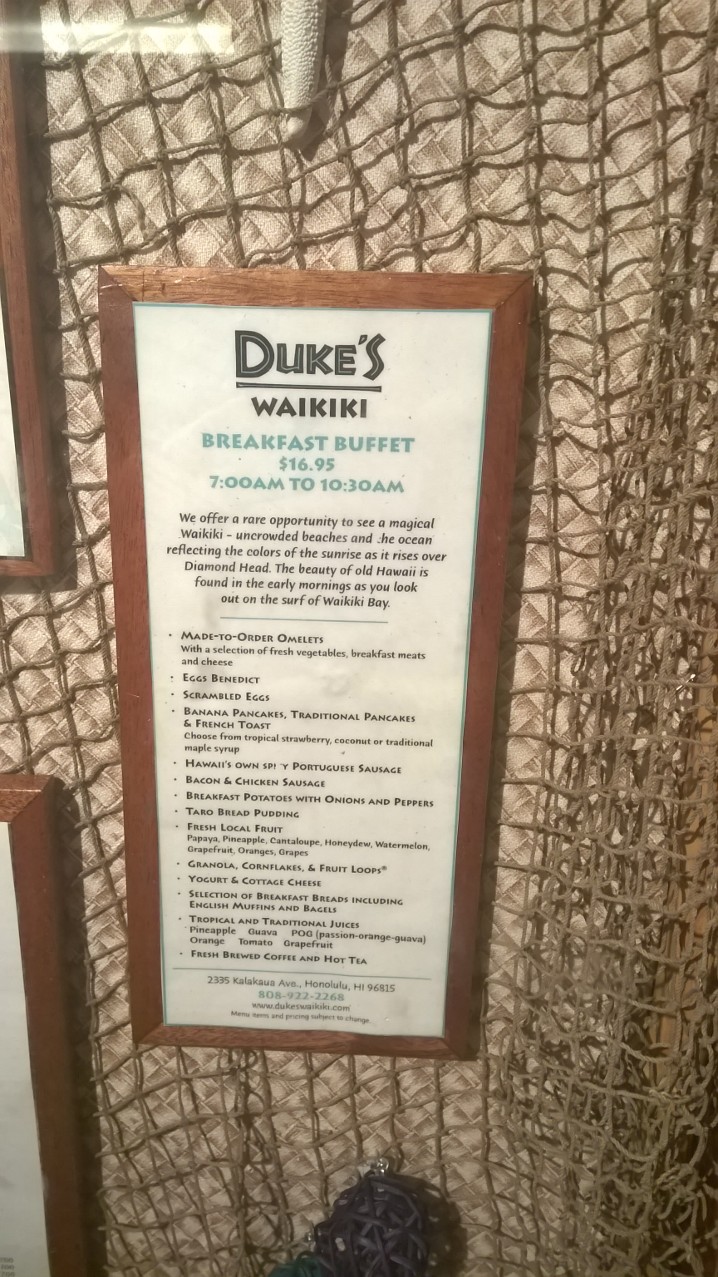 DUKE'S
WAIKIKI
BREAKFAST BUFFET
$16.95
7:00AM TO 10:30AM
We offer a rare opportunity to see a magical
Waikiki - uncrowded beaches and .he ocean
reflecting the colors of the sunrise as it rises over
Diamond Head. The beauty of old Hawaii is
found in the early mornings as you look
out on the surf of Waikiki Bay.
• MADE-TO-ORDER OMELETS
With a selection of fresh vegetables, breakfast meats
and cheese
• EGGS BENEDICT
• SCRAMBLED EGGS
• BANANA PANCAKES, TRADITIONAL PANCAKES
& FRENCH TOAST
Choose from tropical strawberry, coconut or traditional
maple syrup
• HAWAII'S OWN PORTUGUESE SAUSAGE
• BACON & CHICKEN SAUSAGE
• BREAKFAST POTATOES WITH ONIONS AND PEPPERS
• TARO BREAD PUDDING
• FRESH LOCAL FRUIT
Papaya, Pineapple, Cantaloupe, Honeydew, Watermelon,
Grapefruit, Oranges, Grapes
• GRANOLA, CORNFLAKES, & FRUIT LOOPS®
• YOGURT & COTTAGE CHEESE
• SELECTION OF BREAKFAST BREADS INCLUDING
ENGLISH MUFFINS AND BAGELS
• TROPICAL AND TRADITIONAL JUICES
Pineapple Guava POG (passion-orange-guava)
Orange Tomato Grapefruit
• FRESH BREWED COFFEE AND HOT TEA
2335 Kalakaua Ave., Honolulu, HI 96815
808-922-2268
www.dukeswaikiki.com
Menu items and pricing subject to change.